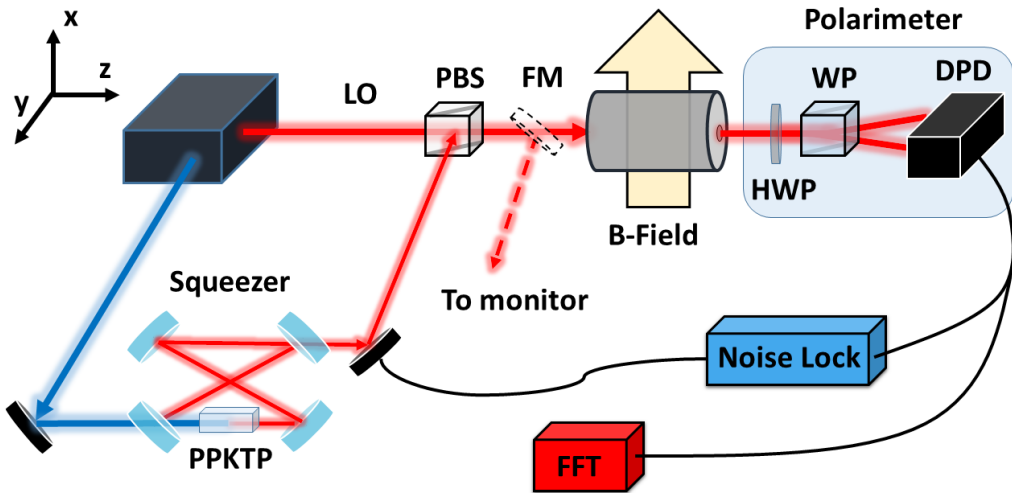 x
z
y
LO
PBS
FM
Polarimeter
WP
DPD
HWP
B-Field
To monitor
Squeezer
PPKTP
Noise Lock
FFT